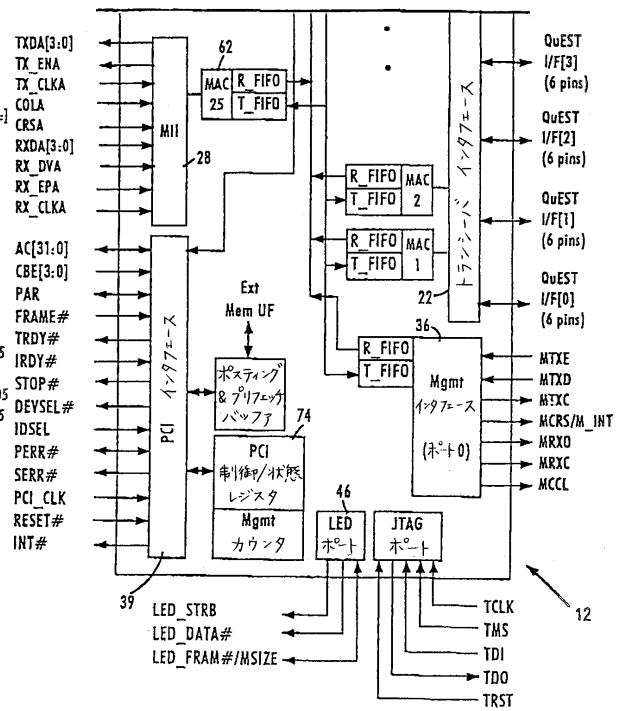 TXDA[3:0]
TX_ENA
TX_CLKA
COLA
CRSA
RXDA[3:0]
RX_DVA
RX_EPA
RX_CLKA
MII
28
62
MAC
25
R_FIFO
T_FIFO
R_FIFO
T_FIFO
MAC
2
R_FIFO
T_FIFO
MAC
1
トランシーバ インタフェース
22
QuEST
I/F[3]
(6 pins)
QuEST
I/F[2]
(6 pins)
QuEST
I/F[1]
(6 pins)
QuEST
I/F[0]
(6 pins)
AC[31:0]
CBE[3:0]
PAR
FRAME#
TRDY#
IRDY#
STOP#
DEYSEL#
IDSEL
PERR#
SERR#
PCI_CLK
RESET#
INT#
PCI インタフェース
39
Ext
Mem UF
ポスティング
& プリフェッチ
バッファ
74
PCI
制御/状態
レジスタ
Mgmt
カウンタ
36
R_FIFO
T_FIFO
Mgmt
インタフェース
(ポート0)
MTXE
MTXD
MTXC
MCRS/M_INT
MRXO
MRXC
MCCL
46
LED
ポート
JTAG
ポート
LED_STRB
LED_DATA#
LED_FRAM#/MSIZE
TCLK
TMS
TDI
TDO
TRST
12